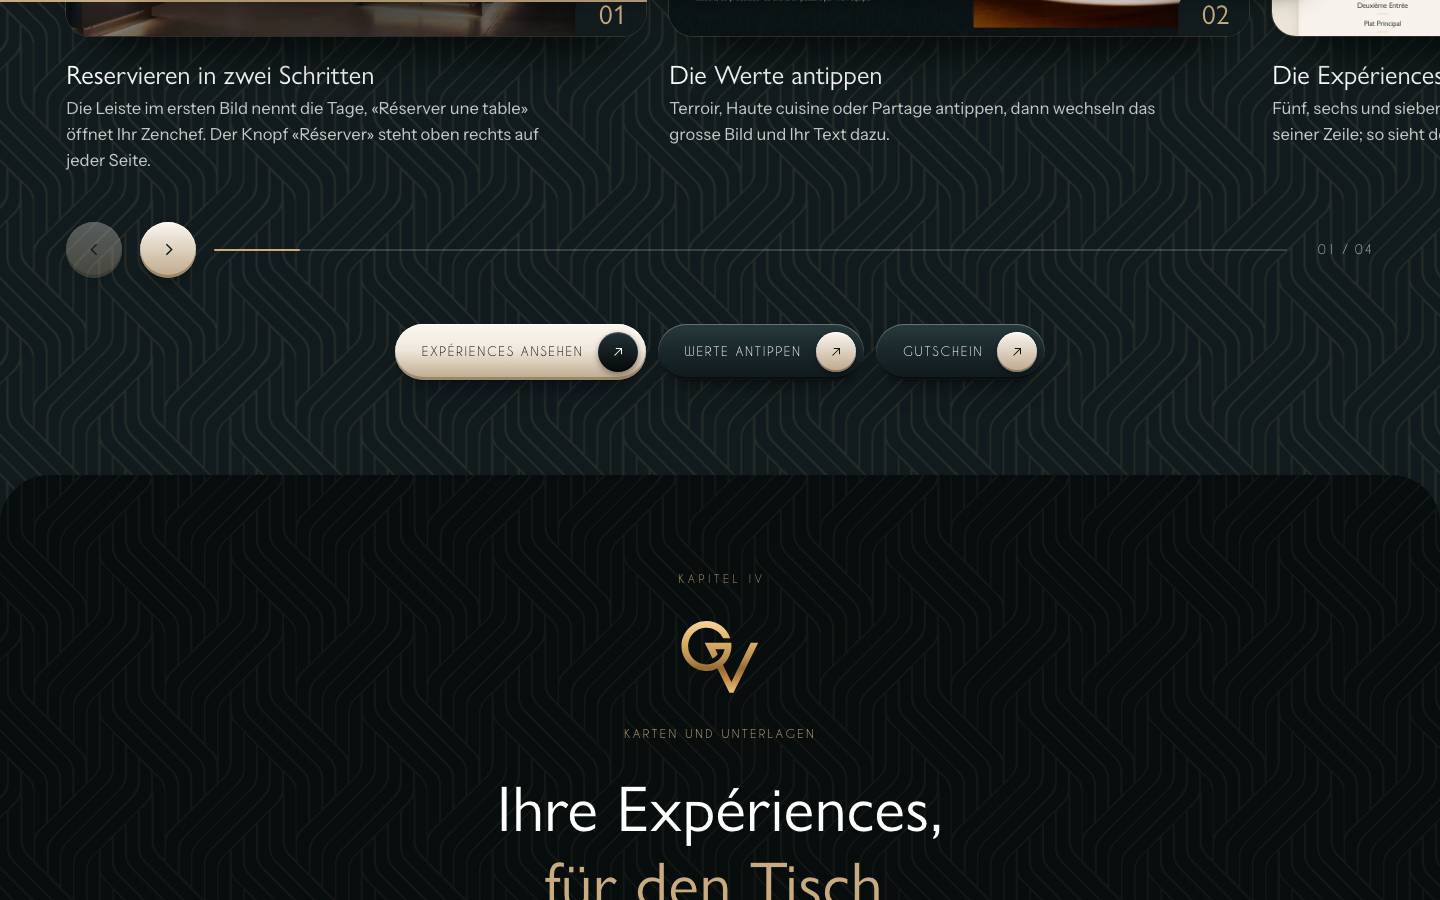 01
02
Deuxième Entrée
Plat Principal
Reservieren in zwei Schritten
Die Leiste im ersten Bild nennt die Tage, «Réserver une table»
öffnet Ihr Zenchef. Der Knopf «Réserver» steht oben rechts auf
jeder Seite.
Die Werte antippen
Terroir, Haute cuisine oder Partage antippen, dann wechseln das
grosse Bild und Ihr Text dazu.
Die Expériences
Fünf, sechs und sieben
seiner Zeile; so sieht
01 / 04
EXPÉRIENCES ANSEHEN
WERTE ANTIPPEN
GUTSCHEIN
KAPITEL IV
GV
KARTEN UND UNTERLAGEN
Ihre Expériences,
für den Tisch